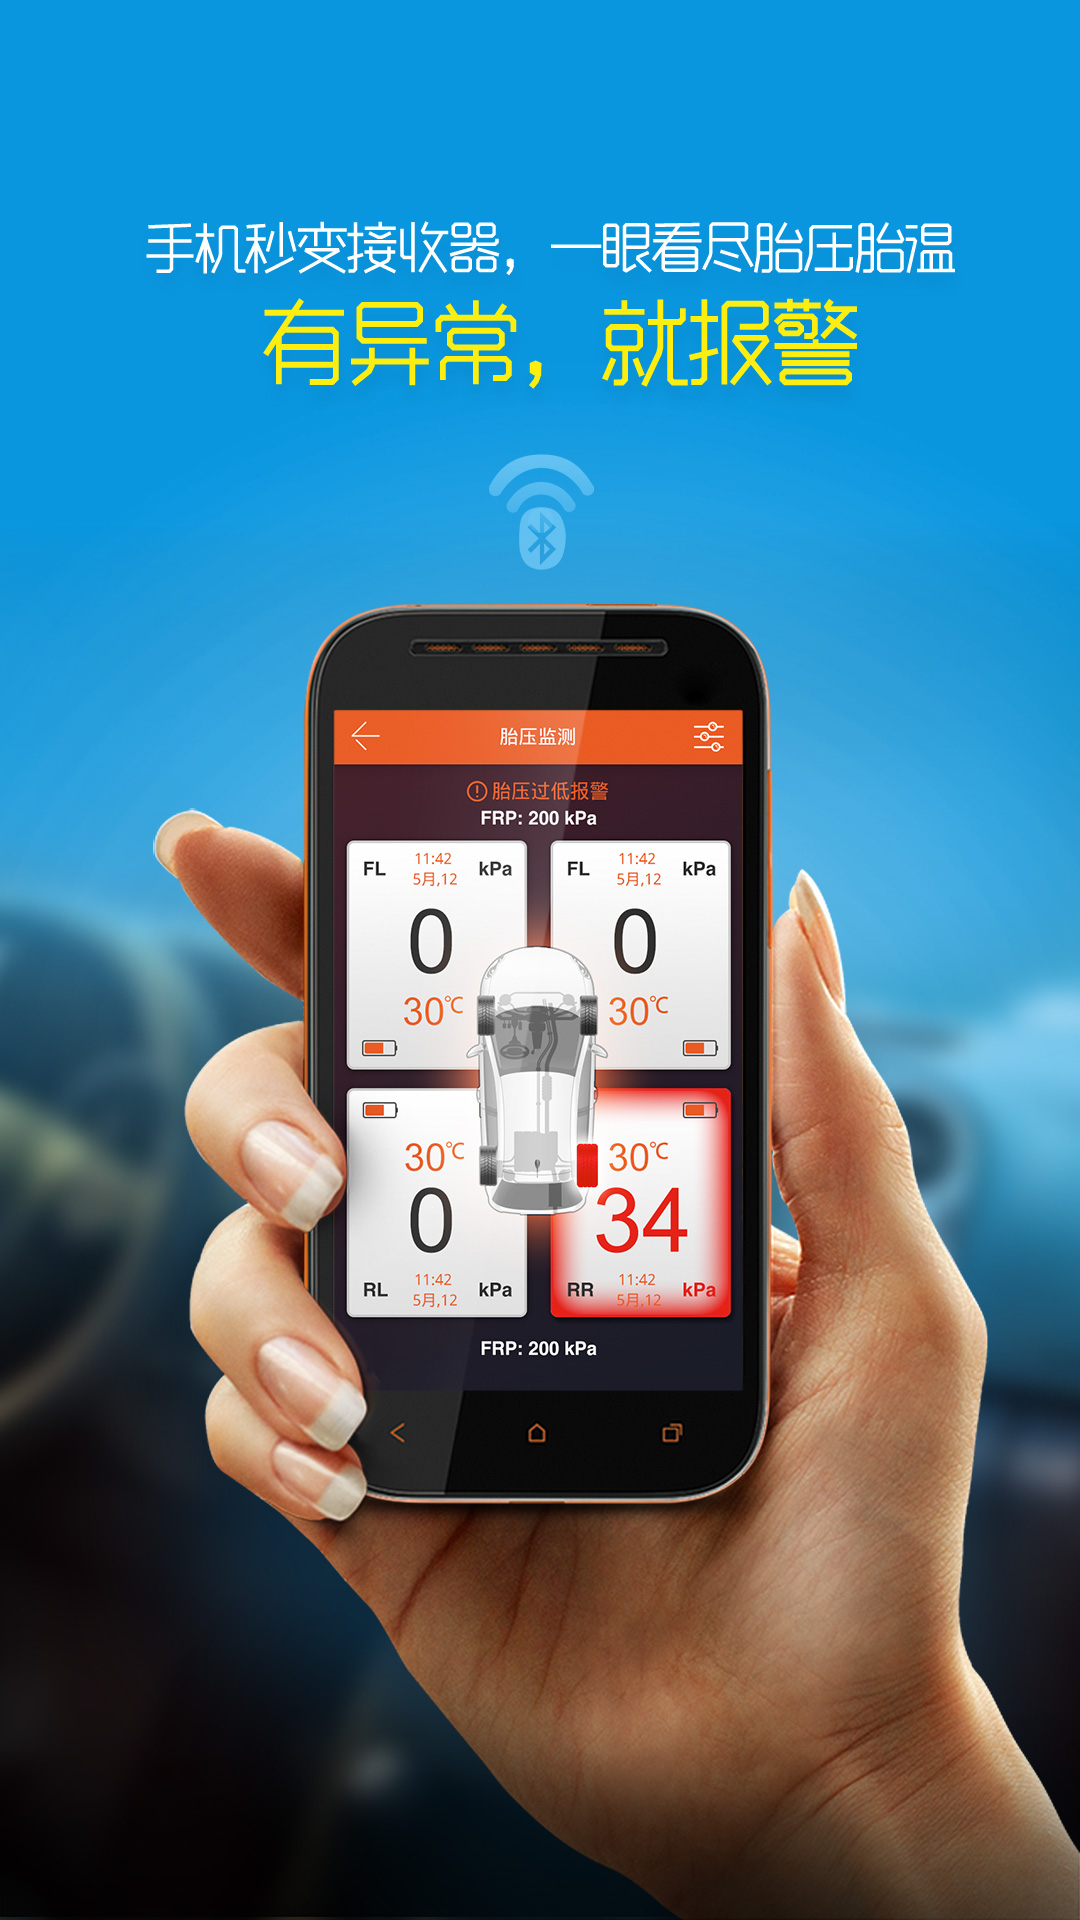 手机秒变接收器，一眼看尽胎压胎温
有异常，就报警
胎压监测
胎压过低报警
FRP: 200 kPa
FL 11:42 5月,12 kPa
0
30℃
FL 11:42 5月,12 kPa
0
30℃
30℃
0
RL 11:42 5月,12 kPa
30℃
34
RR 11:42 5月,12 kPa
FRP: 200 kPa